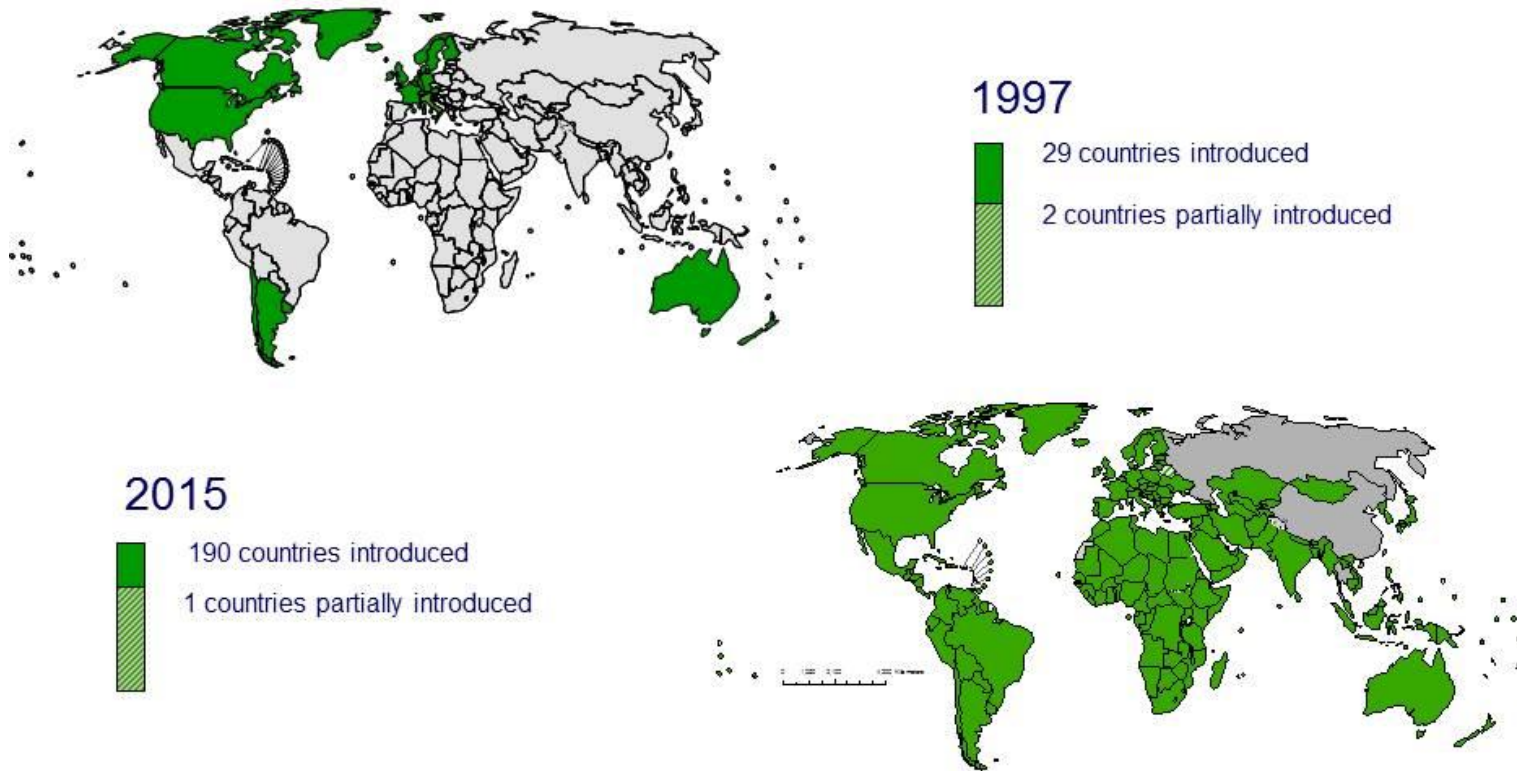 1997
29 countries introduced
2 countries partially introduced
2015
190 countries introduced
1 countries partially introduced